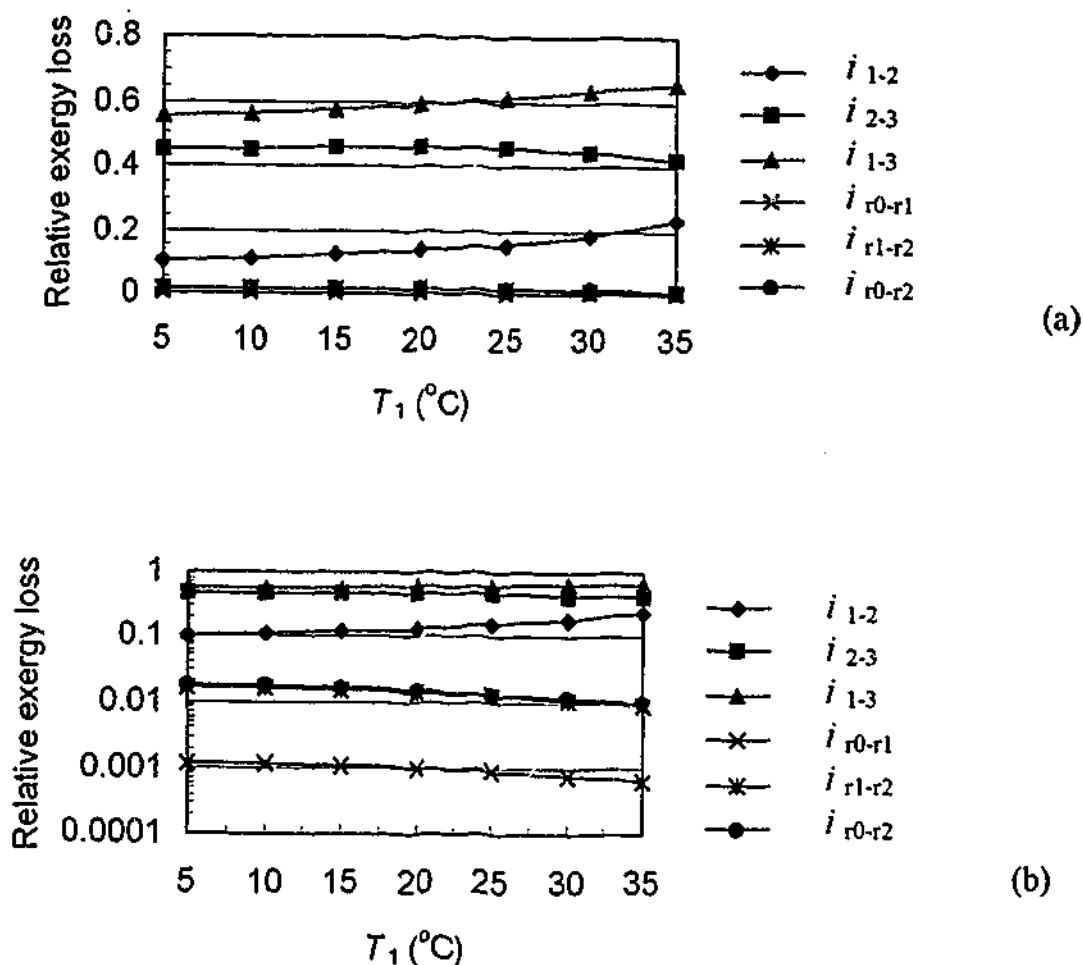 Relative exergy loss
0.8
0.6
0.4
0.2
0
5 10 15 20 25 30 35
T 1 (°C)
i 1-2
i 2-3
i 1-3
i r0-r1
i r1-r2
i r0-r2
(a)
Relative exergy loss
1
0.1
0.01
0.001
0.0001
5 10 15 20 25 30 35
T 1 (°C)
i 1-2
i 2-3
i 1-3
i r0-r1
i r1-r2
i r0-r2
(b)